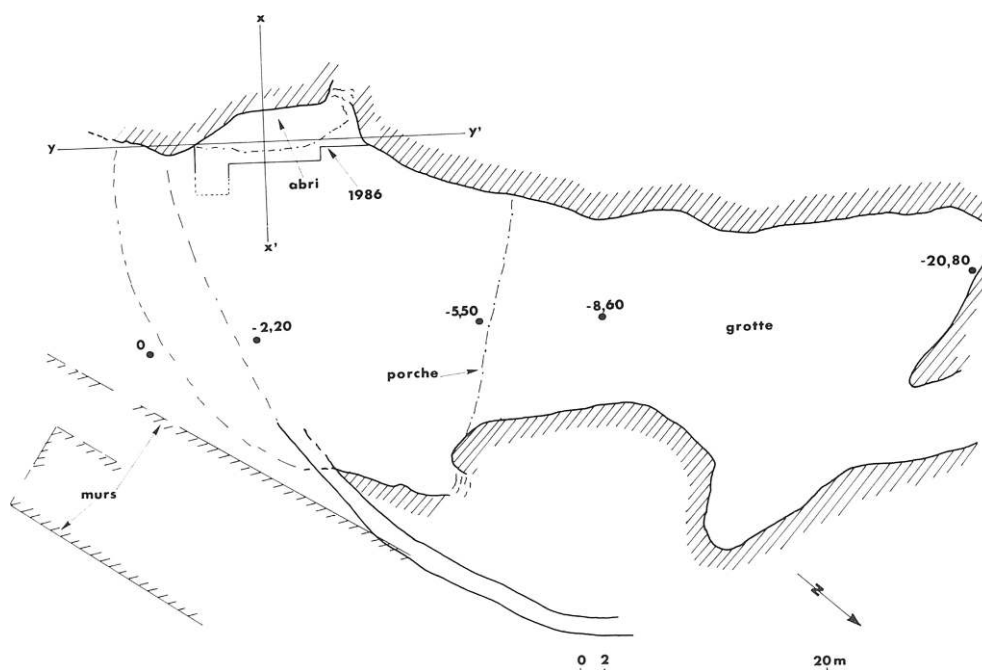 x
y
y'
abri
1986
x'
-20,80
-5,50
-8,60
-2,20
0
grotte
porche
murs
N
0 2 20m